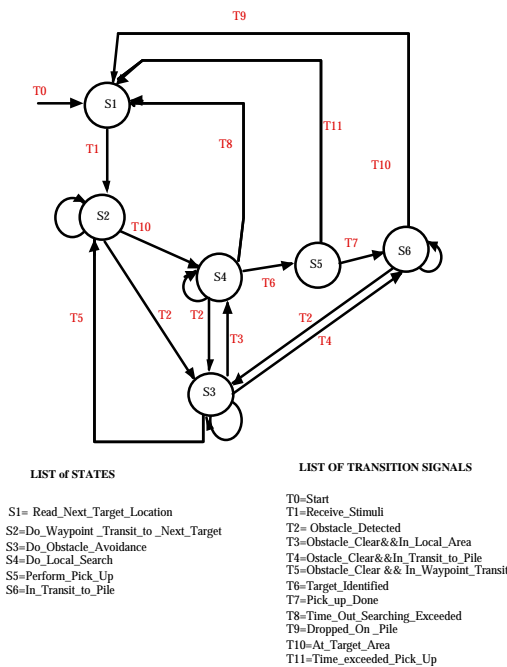 T9
T0
S1
T1
T8
T11
T10
S2
T10
S4
T6
S5
T7
S6
T5
T2
T2
T3
T2
T4
S3
LIST of STATES
S1= Read_Next_Target_Location
S2=Do_Waypoint _Transit_to _Next_Target
S3=Do_Obstacle_Avoidance
S4=Do_Local_Search
S5=Perform_Pick_Up
S6=In_Transit_to_Pile
LIST OF TRANSITION SIGNALS
T0=Start
T1=Receive_Stimuli
T2= Obstacle_Detected
T3=Obstacle_Clear&&In_Local_Area
T4=Ostacle_Clear&&In_Transit_to_Pile
T5=Obstacle_Clear && In_Waypoint_Transit
T6=Target_Identified
T7=Pick_up_Done
T8=Time_Out_Searching_Exceeded
T9=Dropped_On _Pile
T10=At_Target_Area
T11=Time_exceeded_Pick_Up